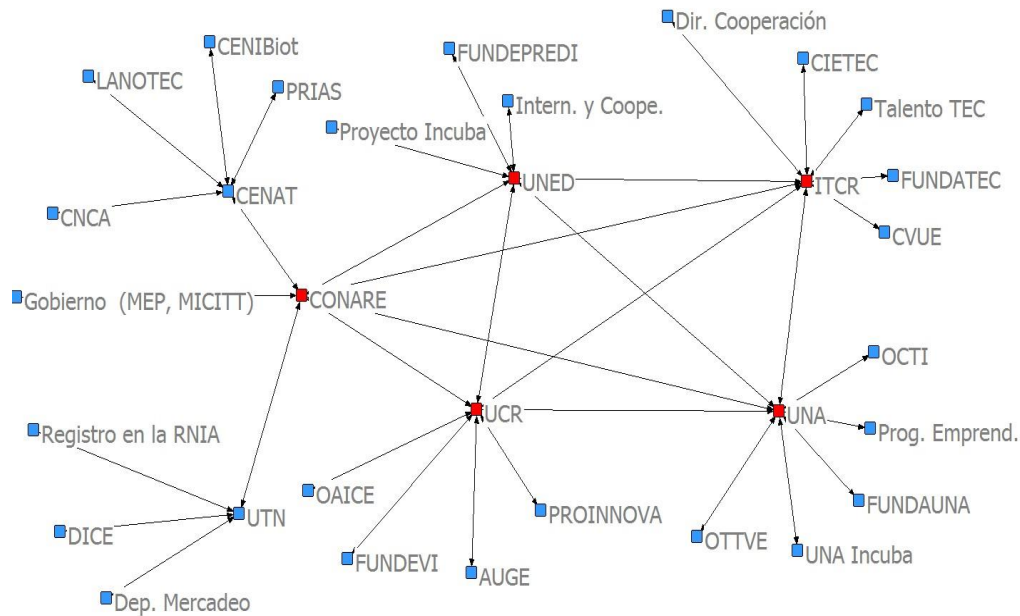 Dir. Cooperación
CENIBiot
FUNDEPREDI
CIETEC
LANOTEC
PRIAS
Intern. y Coope.
Talento TEC
Proyecto Incuba
UNED
ITCR
FUNDATEC
CENAT
CNCA
CVUE
Gobierno (MEP, MICITT)
CONARE
OCTI
UCR
UNA
Registro en la RNIA
Prog. Emprend.
OAICE
FUNDAUNA
PROINNOVA
UTN
DICE
OTTVE
UNA Incuba
FUNDEVI
AUGE
Dep. Mercadeo